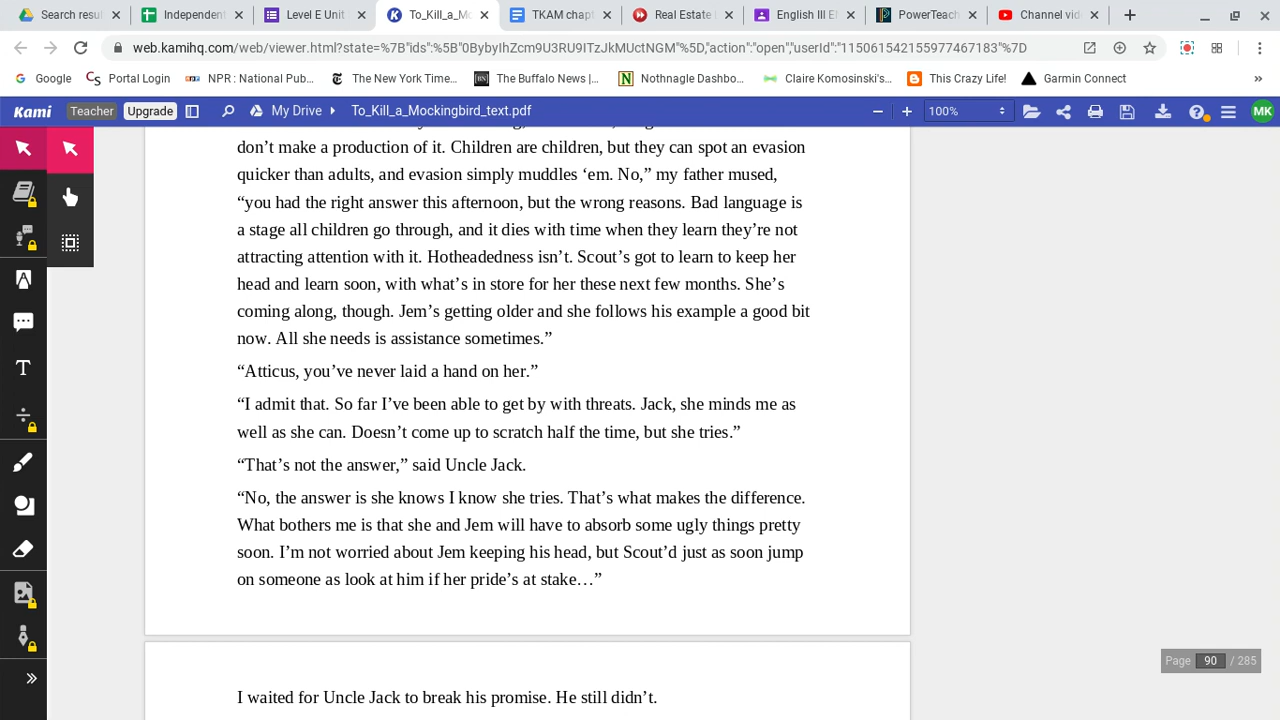 Search resu
Independent
Level E Unit
To_Kill_a_Mo
TKAM chap
Real Estate
English III E
PowerTeach
Channel vid
web.kamihq.com/web/viewer.html?state=%7B"ids":%5B"0BybyIhZcm9U3RU9ITzJkMUctNGM"%5D,"action":"open","userId":"115061542155977467183"%7D
Google
Portal Login
NPR : National Pub...
The New York Time...
The Buffalo News |...
Nothnagle Dashbo...
Claire Komosinski's...
This Crazy Life!
Garmin Connect
»
Kami Teacher Upgrade My Drive To_Kill_a_Mockingbird_text.pdf 100% MK
don’t make a production of it. Children are children, but they can spot an evasion
quicker than adults, and evasion simply muddles ‘em. No,” my father mused,
“you had the right answer this afternoon, but the wrong reasons. Bad language is
a stage all children go through, and it dies with time when they learn they’re not
attracting attention with it. Hotheadedness isn’t. Scout’s got to learn to keep her
head and learn soon, with what’s in store for her these next few months. She’s
coming along, though. Jem’s getting older and she follows his example a good bit
now. All she needs is assistance sometimes.”
“Atticus, you’ve never laid a hand on her.”
“I admit that. So far I’ve been able to get by with threats. Jack, she minds me as
well as she can. Doesn’t come up to scratch half the time, but she tries.”
“That’s not the answer,” said Uncle Jack.
“No, the answer is she knows I know she tries. That’s what makes the difference.
What bothers me is that she and Jem will have to absorb some ugly things pretty
soon. I’m not worried about Jem keeping his head, but Scout’d just as soon jump
on someone as look at him if her pride’s at stake…”
Page 90 / 285
I waited for Uncle Jack to break his promise. He still didn’t.